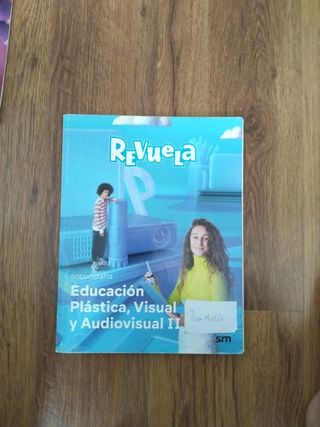 REVUELA
P
secundaria
Educación
Plástica, Visual
y Audiovisual II
sm